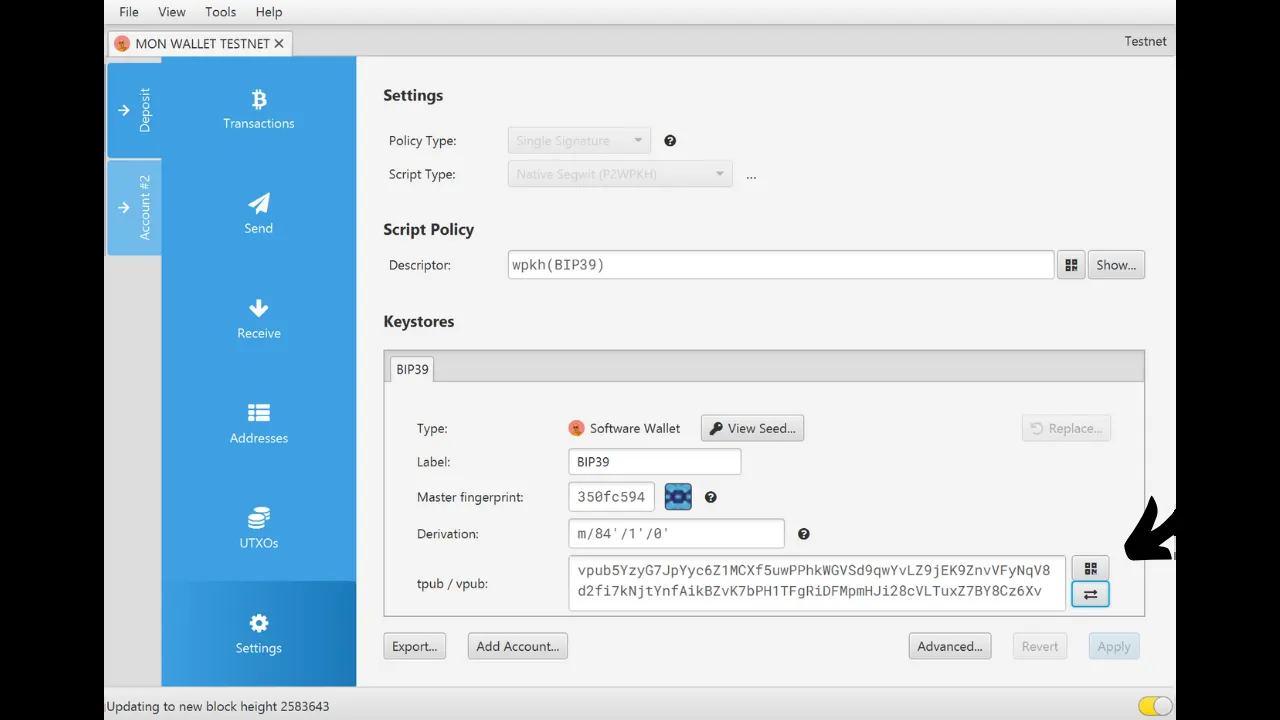 File View Tools Help
MON WALLET TESTNET
Testnet
Deposit
Account #2
Transactions
Send
Receive
Addresses
UTXOs
Settings
Settings
Policy Type: Single Signature
Script Type: Native Segwit (P2WPKH) ...
Script Policy
Descriptor: wpkh(BIP39) Show...
Keystores
BIP39
Type: Software Wallet View Seed... Replace...
Label: BIP39
Master fingerprint: 350fc594
Derivation: m/84'/1'/0'
tpub / vpub:
vpub5YzyG7JpYyc6Z1MCXf5uwPPhkWGVSd9qwYvLZ9jEK9ZnvVFyNqV8
d2fi7kNjtYnfAikBZvK7bPH1TFgRiDFMpmHJi28cVLTuxZ7BY8Cz6Xv
Export... Add Account... Advanced... Revert Apply
Updating to new block height 2583643